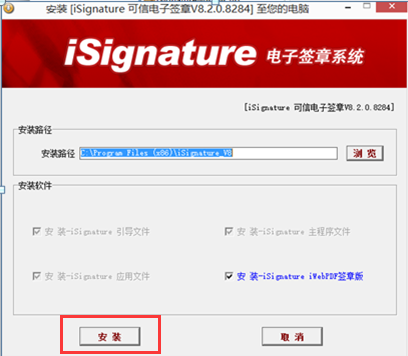 安装 [iSignature 可信电子签章V8.2.0.8284] 至您的电脑
iSignature 电子签章系统
[iSignature 可信电子签章V8.2.0.8284]
安装路径
安装路径 C:\Program Files (x86)\iSignature_V8 浏 览
安装软件
安 装-iSignature 引导文件 安 装-iSignature 主程序文件
安 装-iSignature 应用文件 安 装-iSignature iWebPDF签章版
安 装 取 消